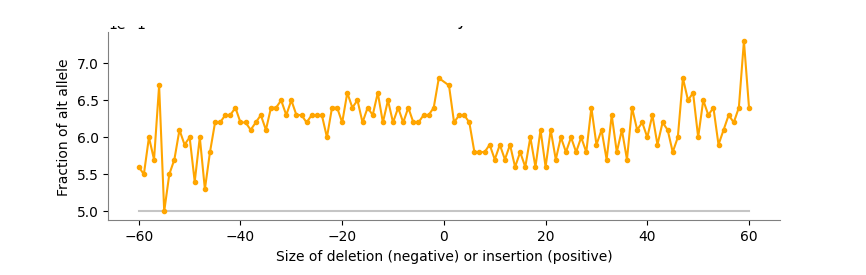 7.0
6.5
6.0
5.5
5.0
Fraction of alt allele
−60 −40 −20 0 20 40 60
Size of deletion (negative) or insertion (positive)